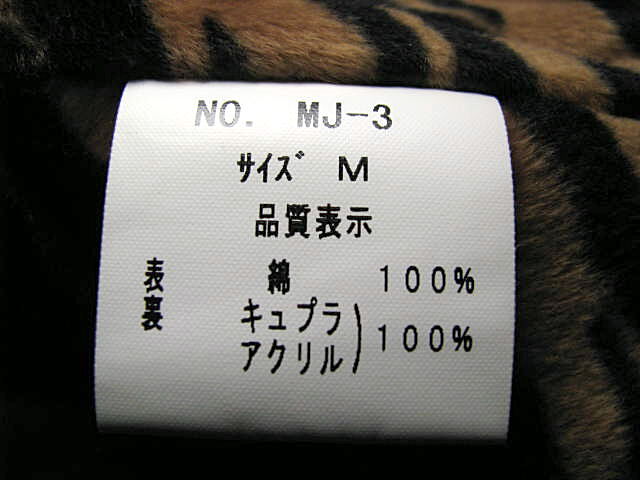 NO. MJ-3
サイズ M
品質表示
表 綿 100%
裏 キュプラ
アクリル)100%